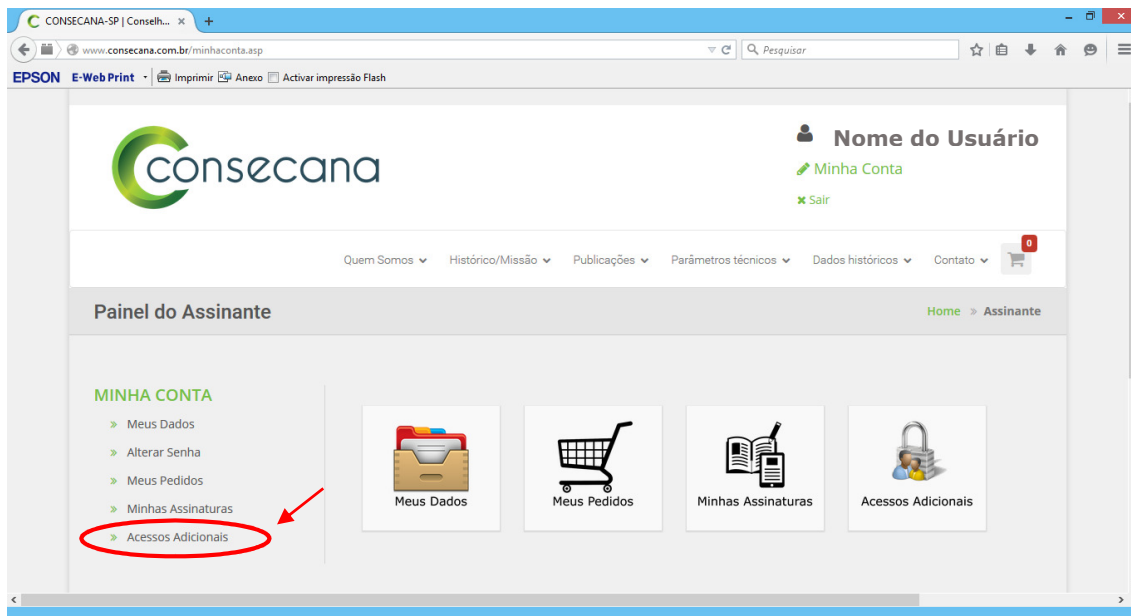 CONSECANA-SP | Conselh...
www.consecana.com.br/minhaconta.asp
Pesquisar
EPSON E-Web Print Imprimir Anexo Activar impressão Flash
consecana
Nome do Usuário
Minha Conta
Sair
0
Quem Somos Histórico/Missão Publicações Parâmetros técnicos Dados históricos Contato
Painel do Assinante
Home » Assinante
MINHA CONTA
» Meus Dados
» Alterar Senha
» Meus Pedidos
» Minhas Assinaturas
» Acessos Adicionais
Meus Dados
Meus Pedidos
Minhas Assinaturas
Acessos Adicionais